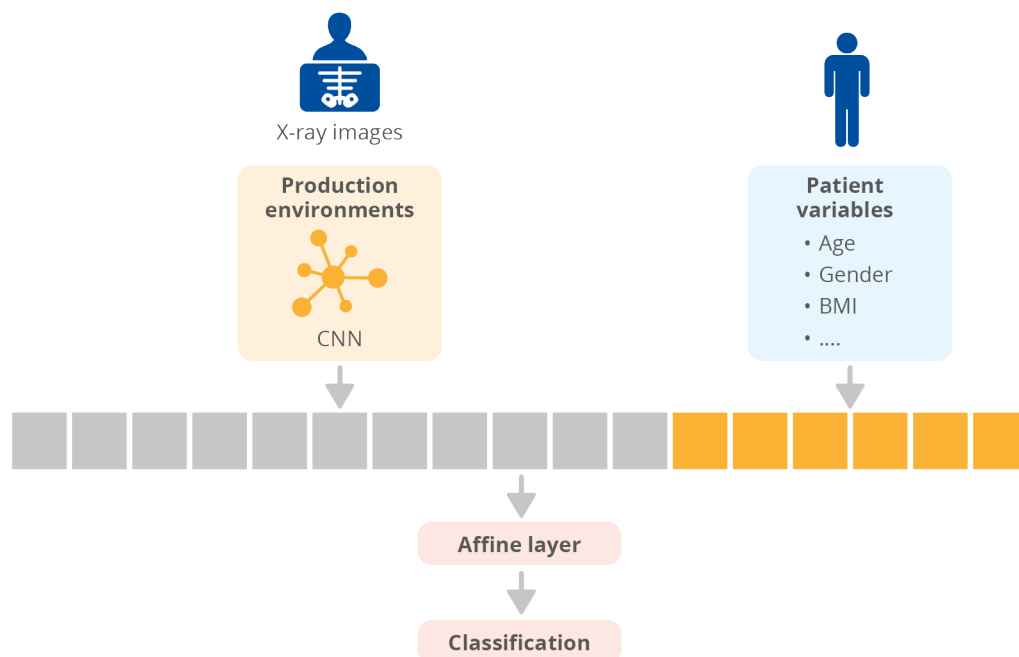 X-ray images
Production
environments
CNN
Patient
variables
• Age
• Gender
• BMI
• ....
Affine layer
Classification